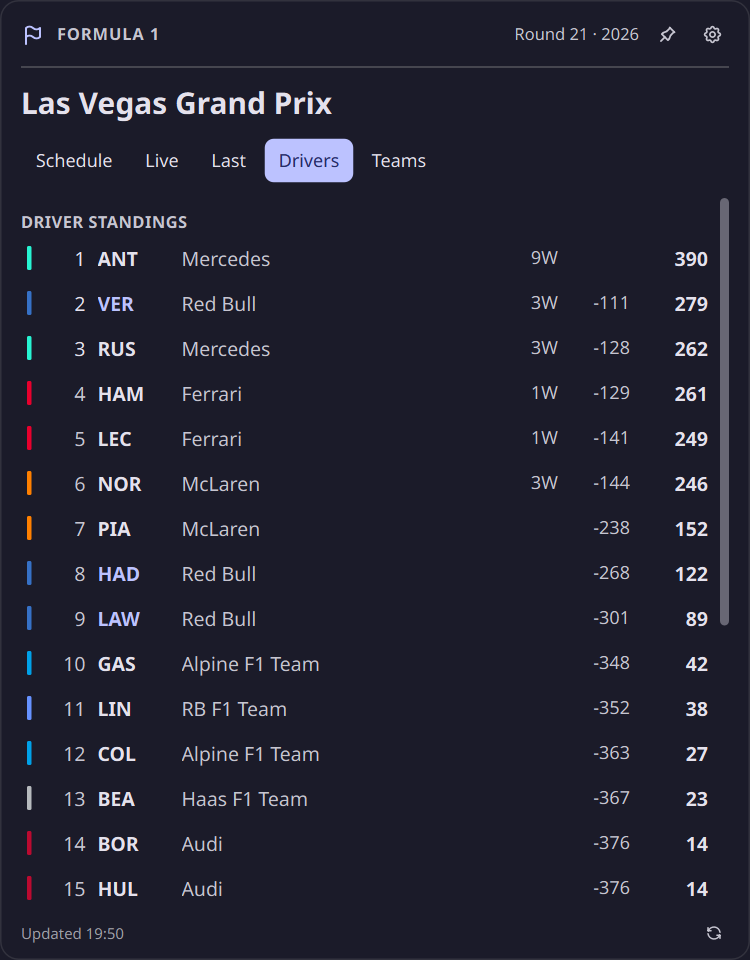 FORMULA 1 Round 21 · 2026
Las Vegas Grand Prix
Schedule Live Last Drivers Teams
DRIVER STANDINGS
1 ANT Mercedes 9W 390
2 VER Red Bull 3W -111 279
3 RUS Mercedes 3W -128 262
4 HAM Ferrari 1W -129 261
5 LEC Ferrari 1W -141 249
6 NOR McLaren 3W -144 246
7 PIA McLaren -238 152
8 HAD Red Bull -268 122
9 LAW Red Bull -301 89
10 GAS Alpine F1 Team -348 42
11 LIN RB F1 Team -352 38
12 COL Alpine F1 Team -363 27
13 BEA Haas F1 Team -367 23
14 BOR Audi -376 14
15 HUL Audi -376 14
Updated 19:50